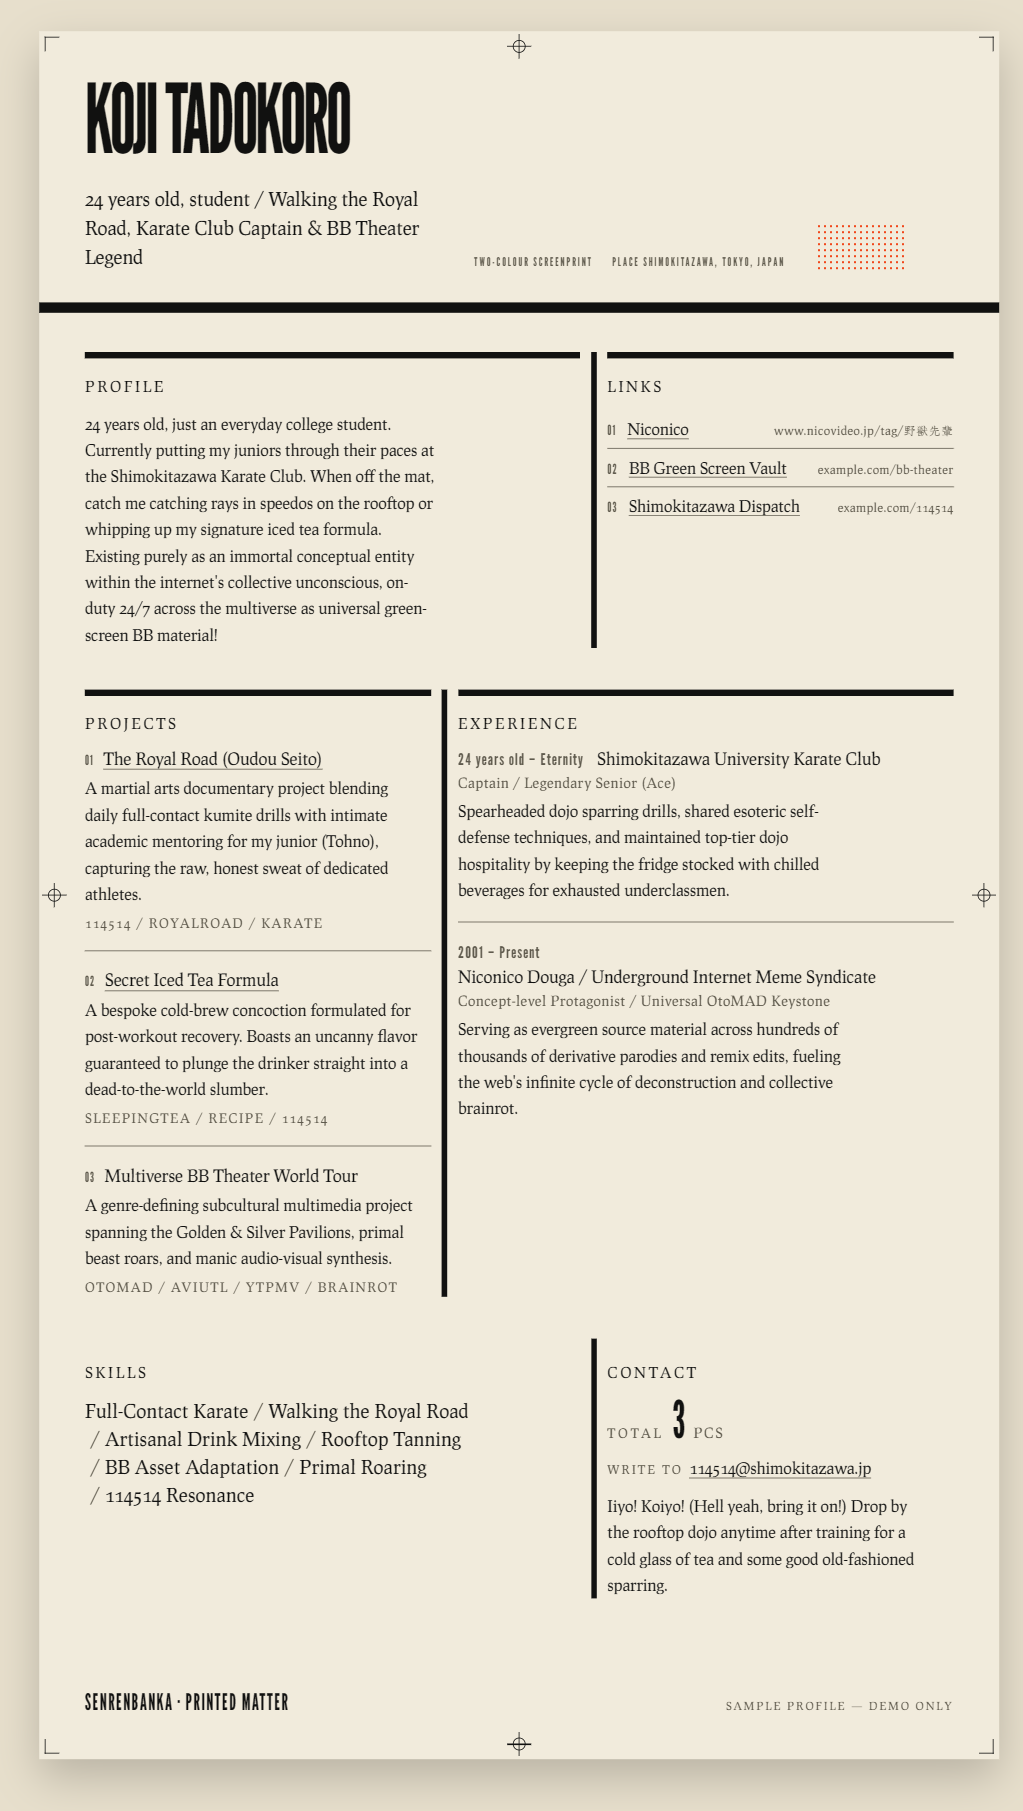 KOJI TADOKORO
24 years old, student / Walking the Royal
Road, Karate Club Captain & BB Theater
Legend
TWO-COLOUR SCREENPRINT PLACE SHIMOKITAZAWA, TOKYO, JAPAN
PROFILE
24 years old, just an everyday college student.
Currently putting my juniors through their paces at
the Shimokitazawa Karate Club. When off the mat,
catch me catching rays in speedos on the rooftop or
whipping up my signature iced tea formula.
Existing purely as an immortal conceptual entity
within the internet's collective unconscious, on-
duty 24/7 across the multiverse as universal green-
screen BB material!
LINKS
01 Niconico www.nicovideo.jp/tag/野獣先輩
02 BB Green Screen Vault example.com/bb-theater
03 Shimokitazawa Dispatch example.com/114514
PROJECTS
01 The Royal Road (Oudou Seito)
A martial arts documentary project blending
daily full-contact kumite drills with intimate
academic mentoring for my junior (Tohno),
capturing the raw, honest sweat of dedicated
athletes.
114514 / ROYALROAD / KARATE
02 Secret Iced Tea Formula
A bespoke cold-brew concoction formulated for
post-workout recovery. Boasts an uncanny flavor
guaranteed to plunge the drinker straight into a
dead-to-the-world slumber.
SLEEPINGTEA / RECIPE / 114514
03 Multiverse BB Theater World Tour
A genre-defining subcultural multimedia project
spanning the Golden & Silver Pavilions, primal
beast roars, and manic audio-visual synthesis.
OTOMAD / AVIUTL / YTPMV / BRAINROT
EXPERIENCE
24 years old – Eternity Shimokitazawa University Karate Club
Captain / Legendary Senior (Ace)
Spearheaded dojo sparring drills, shared esoteric self-
defense techniques, and maintained top-tier dojo
hospitality by keeping the fridge stocked with chilled
beverages for exhausted underclassmen.
2001 – Present
Niconico Douga / Underground Internet Meme Syndicate
Concept-level Protagonist / Universal OtoMAD Keystone
Serving as evergreen source material across hundreds of
thousands of derivative parodies and remix edits, fueling
the web's infinite cycle of deconstruction and collective
brainrot.
SKILLS
Full-Contact Karate / Walking the Royal Road
/ Artisanal Drink Mixing / Rooftop Tanning
/ BB Asset Adaptation / Primal Roaring
/ 114514 Resonance
CONTACT
TOTAL 3 PCS
WRITE TO 114514@shimokitazawa.jp
Iiyo! Koiyo! (Hell yeah, bring it on!) Drop by
the rooftop dojo anytime after training for a
cold glass of tea and some good old-fashioned
sparring.
SENRENBANKA · PRINTED MATTER
SAMPLE PROFILE — DEMO ONLY